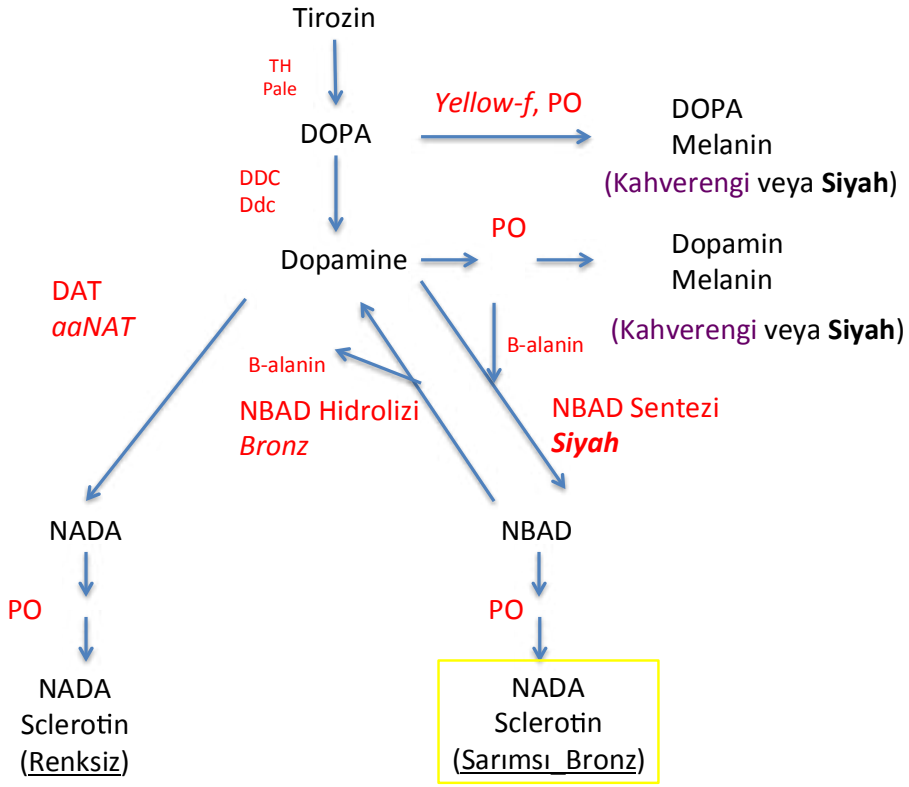 Tirozin
TH
Pale
DOPA
Yellow-f, PO
DOPA
Melanin
(Kahverengi veya Siyah)
DDC
Ddc
Dopamine
PO
Dopamin
Melanin
(Kahverengi veya Siyah)
DAT
aaNAT
B-alanin
B-alanin
NBAD Hidrolizi
Bronz
NBAD Sentezi
Siyah
NADA
NBAD
PO
PO
NADA
Sclerotin
(Renksiz)
NADA
Sclerotin
(Sarımsı_Bronz)